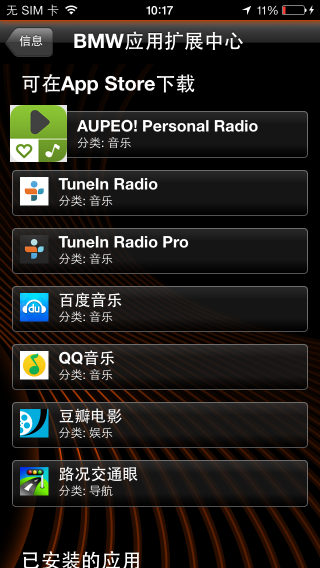 无 SIM 卡 10:17 11%
信息 BMW应用扩展中心
可在App Store下载
AUPEO! Personal Radio
分类: 音乐
TuneIn Radio
分类: 音乐
TuneIn Radio Pro
分类: 音乐
du 百度音乐
分类: 音乐
QQ音乐
分类: 音乐
豆瓣电影
分类: 娱乐
路况交通眼
分类: 导航
已安装的应用